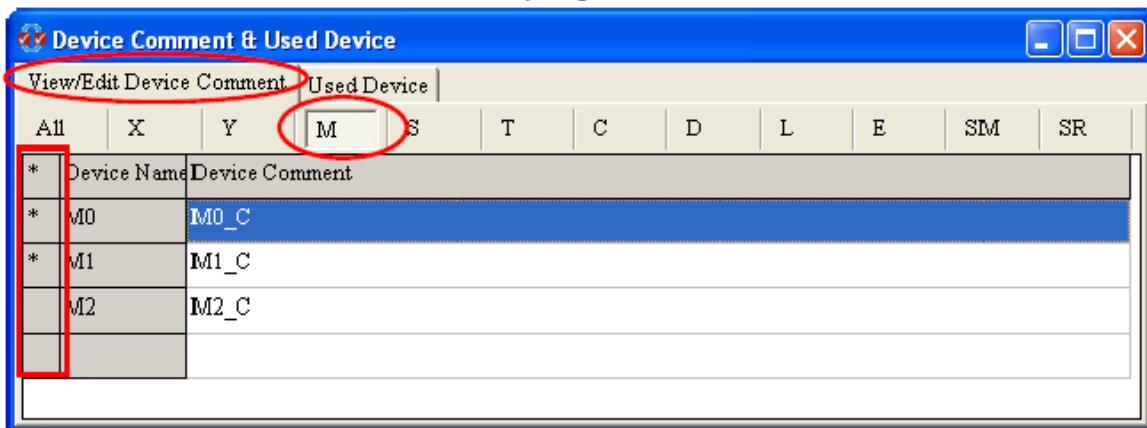 Device Comment & Used Device
View/Edit Device Comment Used Device
All X Y M S T C D L E SM SR
* Device Name Device Comment
* M0 M0_C
* M1 M1_C
M2 M2_C